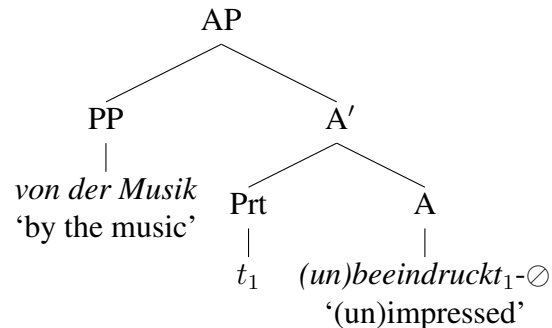 AP
PP A′
von der Musik Prt A
‘by the music’ t₁ (un)beeindruckt₁-⊘
‘(un)impressed’